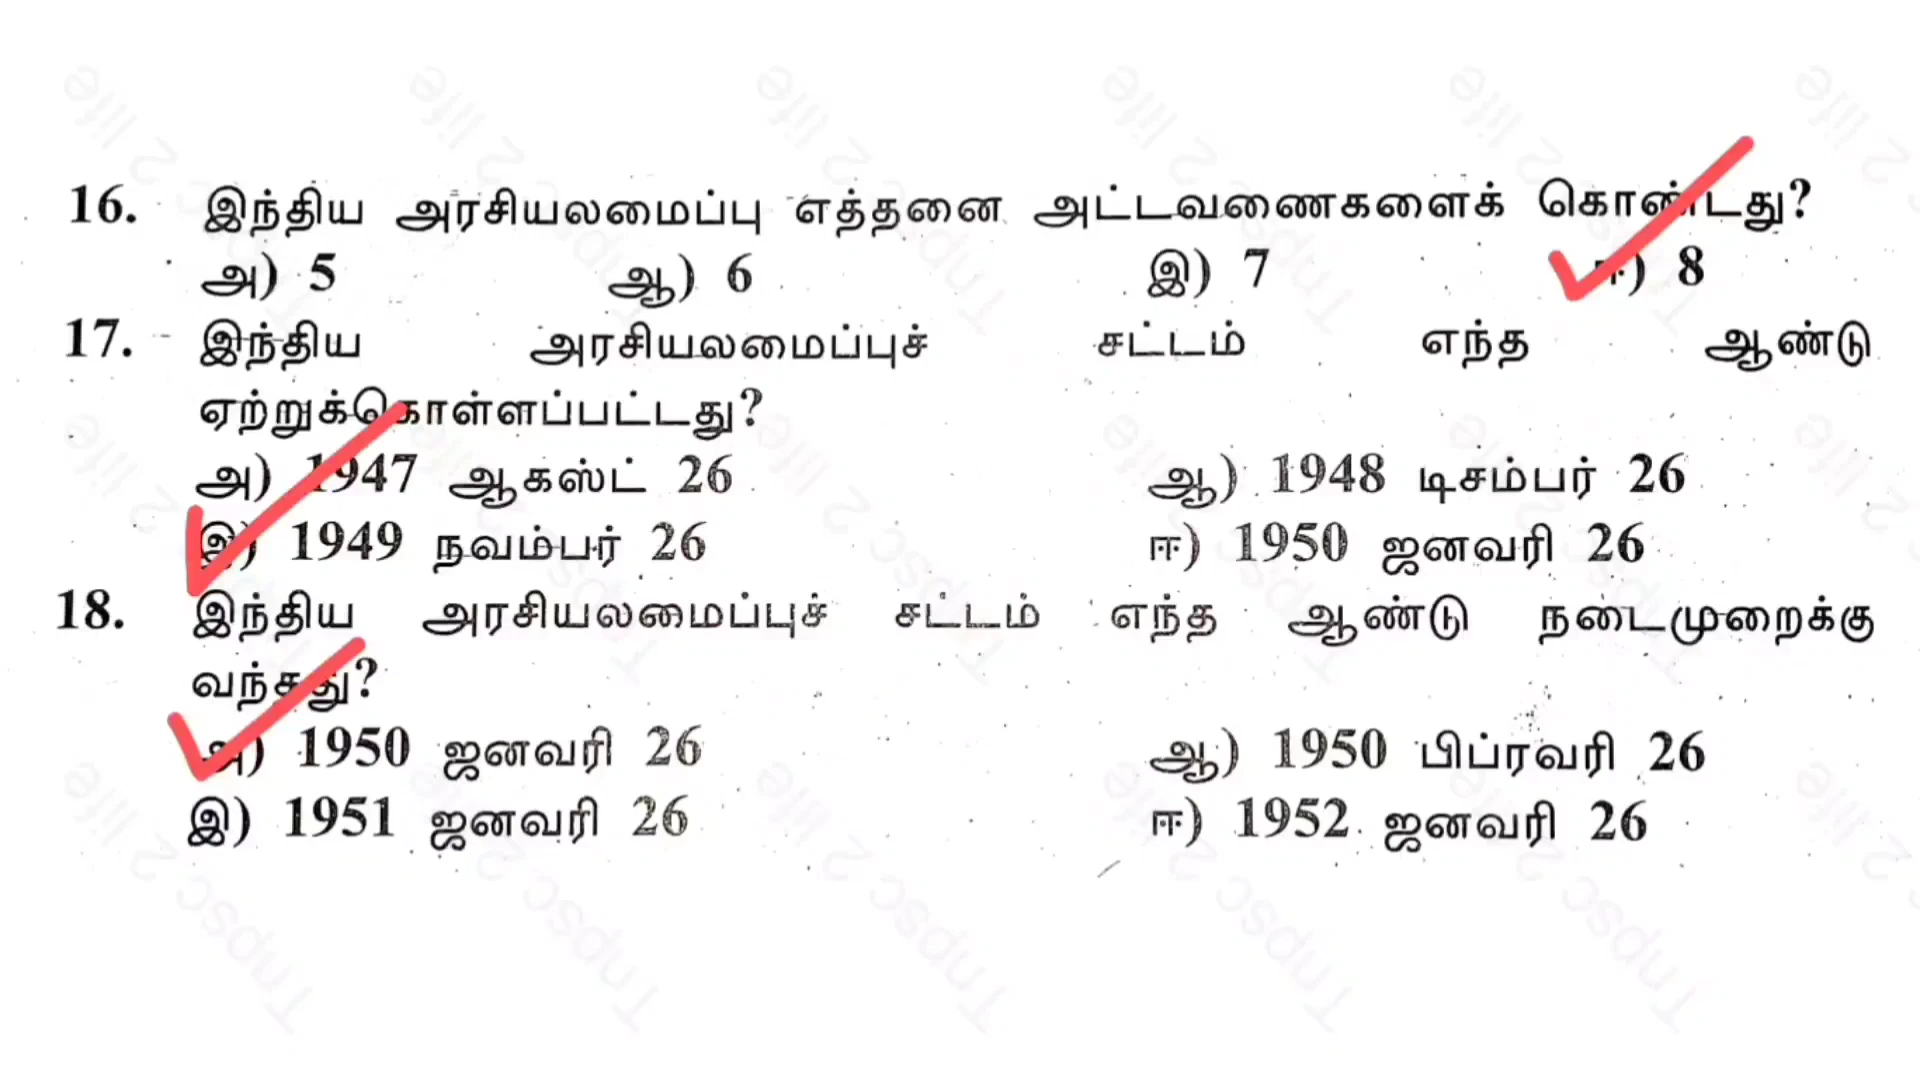 16. இந்திய அரசியலமைப்பு எத்தனை அட்டவணைகளைக் கொண்டது?
அ) 5 ஆ) 6 இ) 7 ஈ) 8
17. இந்திய அரசியலமைப்புச் சட்டம் எந்த ஆண்டு
ஏற்றுக்கொள்ளப்பட்டது?
அ) 1947 ஆகஸ்ட் 26 ஆ) 1948 டிசம்பர் 26
இ) 1949 நவம்பர் 26 ஈ) 1950 ஜனவரி 26
18. இந்திய அரசியலமைப்புச் சட்டம் எந்த ஆண்டு நடைமுறைக்கு
வந்தது?
அ) 1950 ஜனவரி 26 ஆ) 1950 பிப்ரவரி 26
இ) 1951 ஜனவரி 26 ஈ) 1952 ஜனவரி 26
Tnpsc 2 life